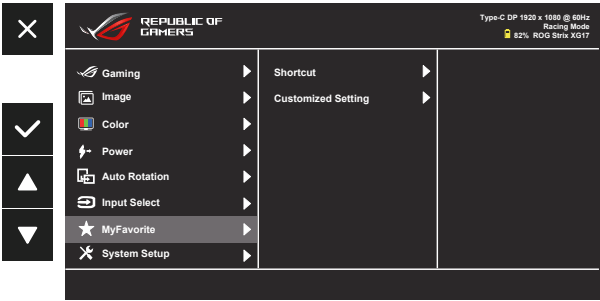 REPUBLIC OF
GAMERS
Type-C DP 1920 x 1080 @ 60Hz
Racing Mode
82% ROG Strix XG17
Gaming
Image
Color
Power
Auto Rotation
Input Select
MyFavorite
System Setup
Shortcut
Customized Setting